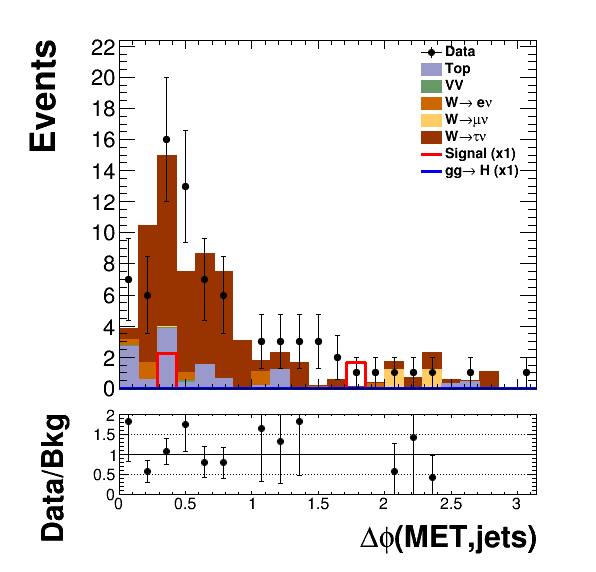 Events
22
20
18
16
14
12
10
8
6
4
2
0
Data
Top
VV
W→ eν
W→μν
W→τν
Signal (x1)
gg→ H (x1)
Data/Bkg
2
1.5
1
0.5
0
0 0.5 1 1.5 2 2.5 3
Δϕ(MET,jets)